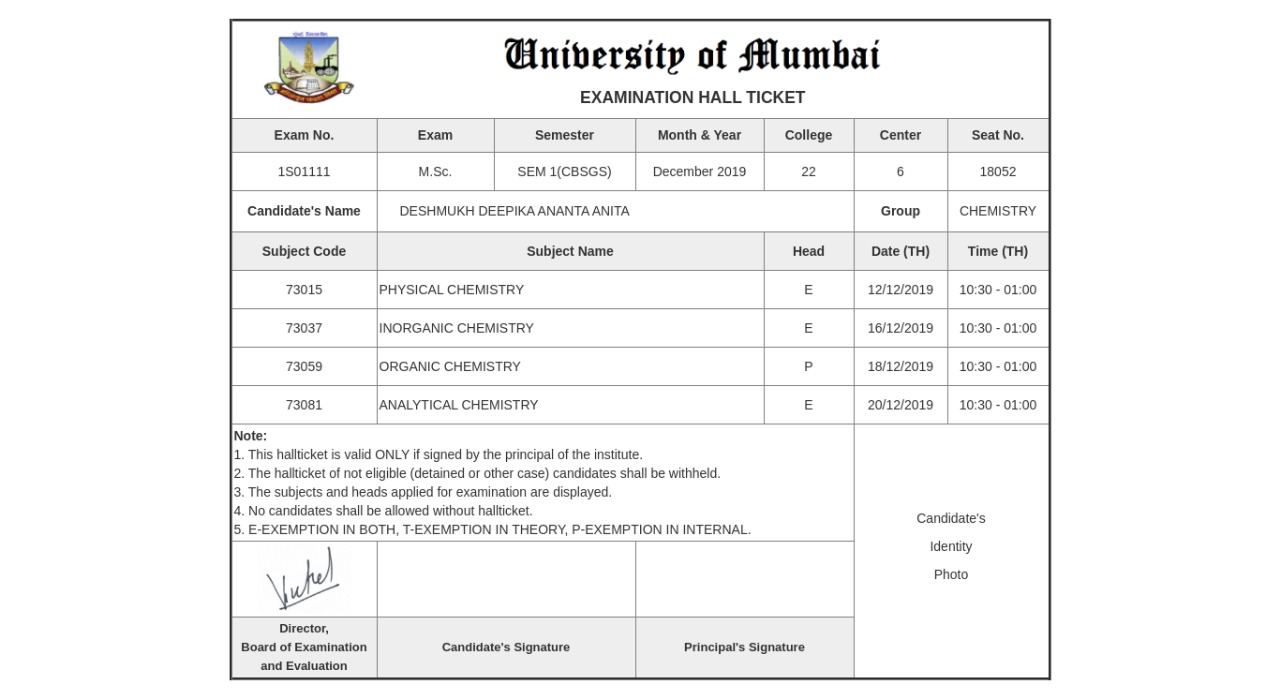 University of Mumbai
EXAMINATION HALL TICKET
Exam No. Exam Semester Month & Year College Center Seat No.
1S01111 M.Sc. SEM 1(CBSGS) December 2019 22 6 18052
Candidate's Name DESHMUKH DEEPIKA ANANTA ANITA Group CHEMISTRY
Subject Code Subject Name Head Date (TH) Time (TH)
73015 PHYSICAL CHEMISTRY E 12/12/2019 10:30 - 01:00
73037 INORGANIC CHEMISTRY E 16/12/2019 10:30 - 01:00
73059 ORGANIC CHEMISTRY P 18/12/2019 10:30 - 01:00
73081 ANALYTICAL CHEMISTRY E 20/12/2019 10:30 - 01:00
Note:
1. This hallticket is valid ONLY if signed by the principal of the institute.
2. The hallticket of not eligible (detained or other case) candidates shall be withheld.
3. The subjects and heads applied for examination are displayed.
4. No candidates shall be allowed without hallticket.
5. E-EXEMPTION IN BOTH, T-EXEMPTION IN THEORY, P-EXEMPTION IN INTERNAL.
Candidate's
Identity
Photo
Director,
Board of Examination
and Evaluation
Candidate's Signature
Principal's Signature